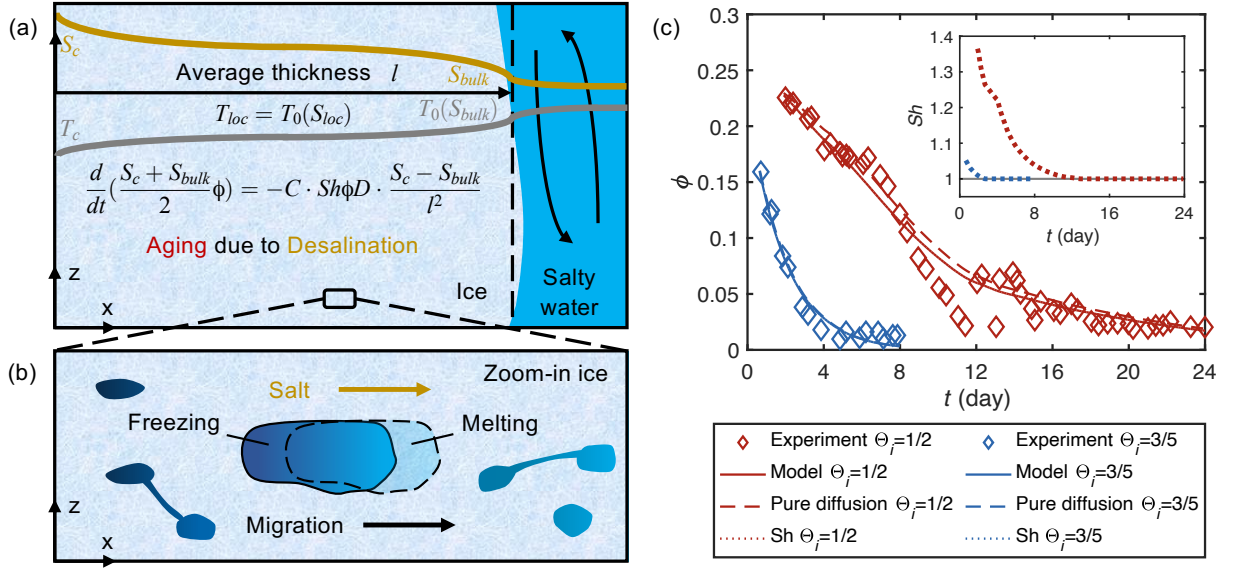 (a)
S_c
Average thickness l
S_bulk
T_c
T_loc = T_0(S_loc)
T_0(S_bulk)
d/dt((S_c + S_bulk)/2 ϕ) = −C · ShϕD · (S_c − S_bulk)/l^2
Aging due to Desalination
Ice
Salty
water
z
x
(b)
Zoom-in ice
Salt
Freezing
Melting
Migration
z
x
(c)
0.3
0.25
0.2
0.15
0.1
0.05
0
ϕ
0 4 8 12 16 20 24
t (day)
1.4
1.3
1.2
1.1
1
Sh
0 8 16 24
t (day)
Experiment Θ_i=1/2
Experiment Θ_i=3/5
Model Θ_i=1/2
Model Θ_i=3/5
Pure diffusion Θ_i=1/2
Pure diffusion Θ_i=3/5
Sh Θ_i=1/2
Sh Θ_i=3/5